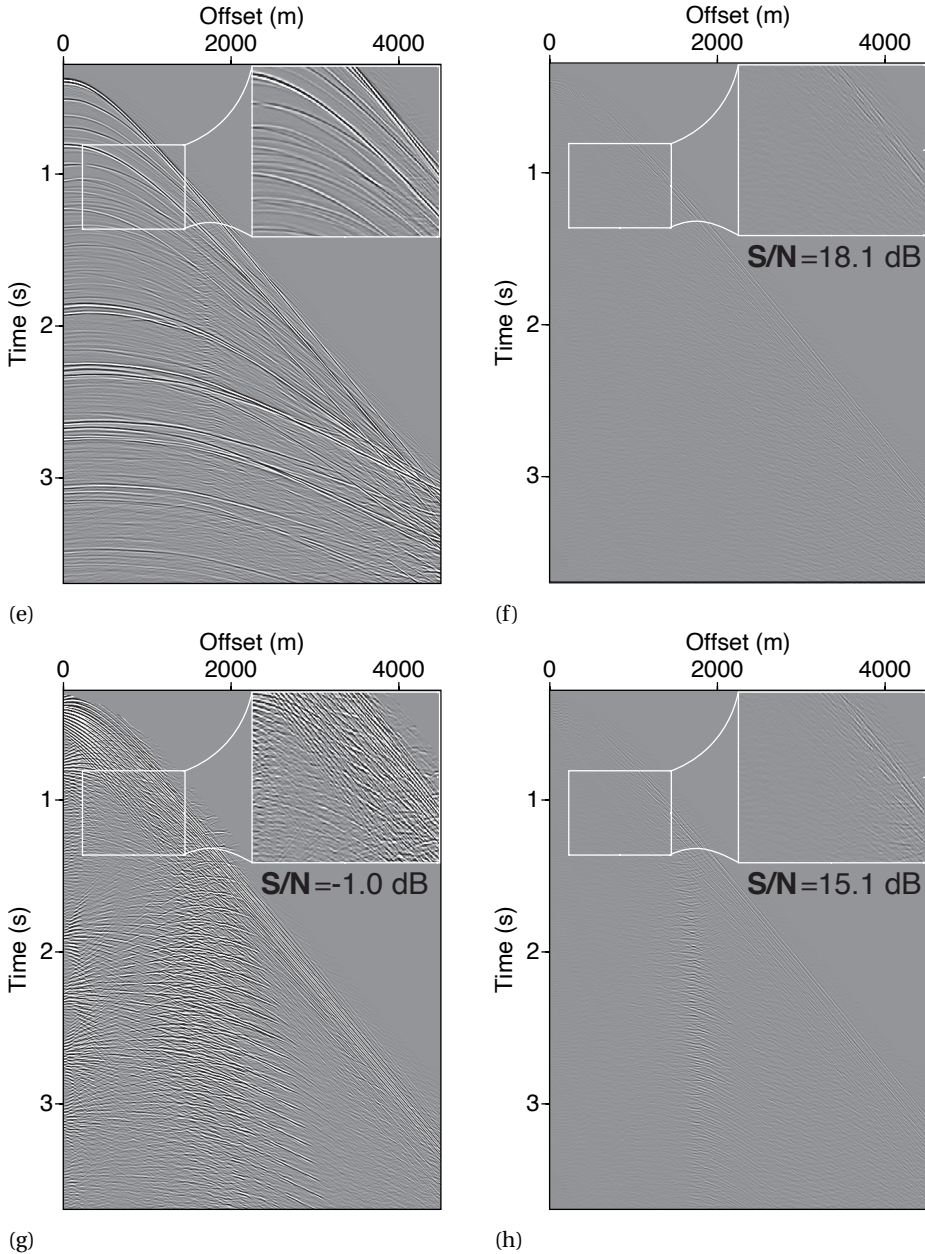 Offset (m)
0 2000 4000
Time (s)
1
2
3
(e)
Offset (m)
0 2000 4000
Time (s)
1
2
3
S/N=18.1 dB
(f)
Offset (m)
0 2000 4000
Time (s)
1
2
3
S/N=-1.0 dB
(g)
Offset (m)
0 2000 4000
Time (s)
1
2
3
S/N=15.1 dB
(h)